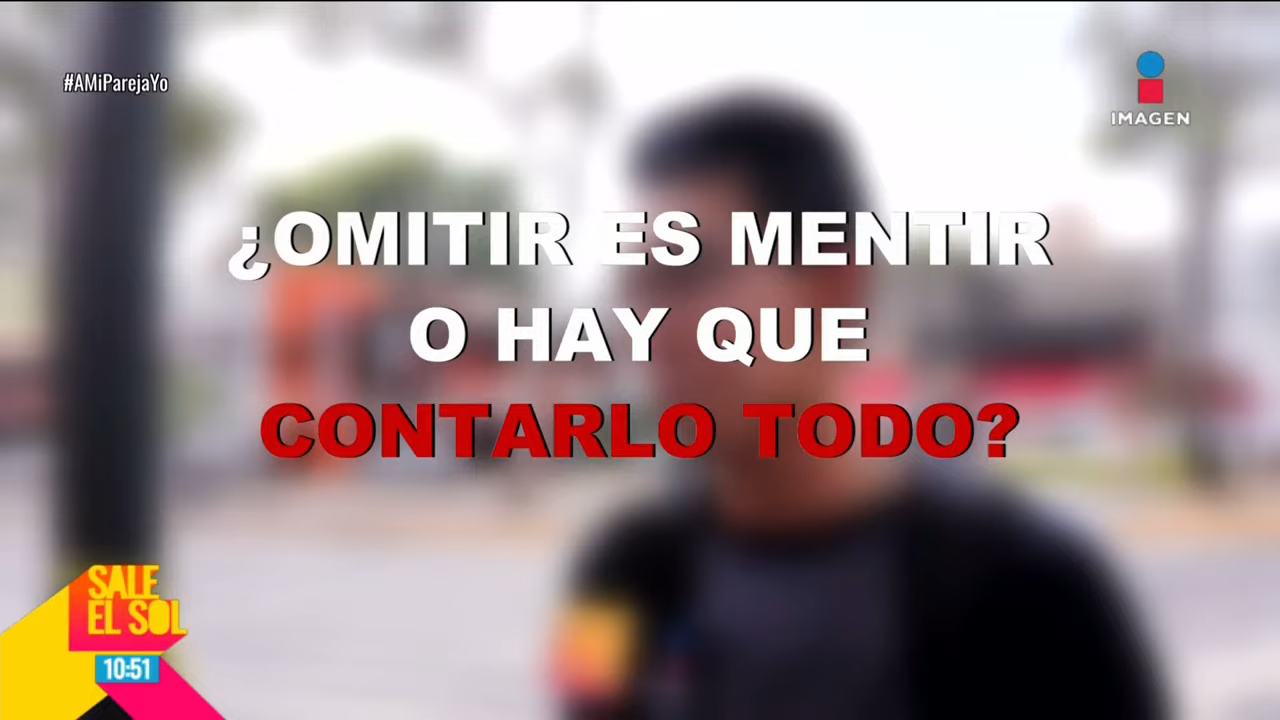 #AMiParejaYo
IMAGEN
¿OMITIR ES MENTIR
O HAY QUE
CONTARLO TODO?
SALE
EL SOL
10:51